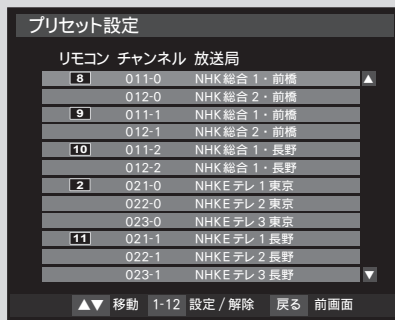 プリセット設定
リモコン チャンネル 放送局
8 011-0 NHK総合 1・前橋 ▲
012-0 NHK総合 2・前橋
9 011-1 NHK総合 1・前橋
012-1 NHK総合 2・前橋
10 011-2 NHK総合 1・長野
012-2 NHK総合 1・長野
2 021-0 NHKEテレ 1 東京
022-0 NHKEテレ 2 東京
023-0 NHKEテレ 3 東京
11 021-1 NHKEテレ 1 長野
022-1 NHKEテレ 2 長野
023-1 NHKEテレ 3 長野 ▼
▲▼ 移動 1-12 設定 / 解除 戻る 前画面